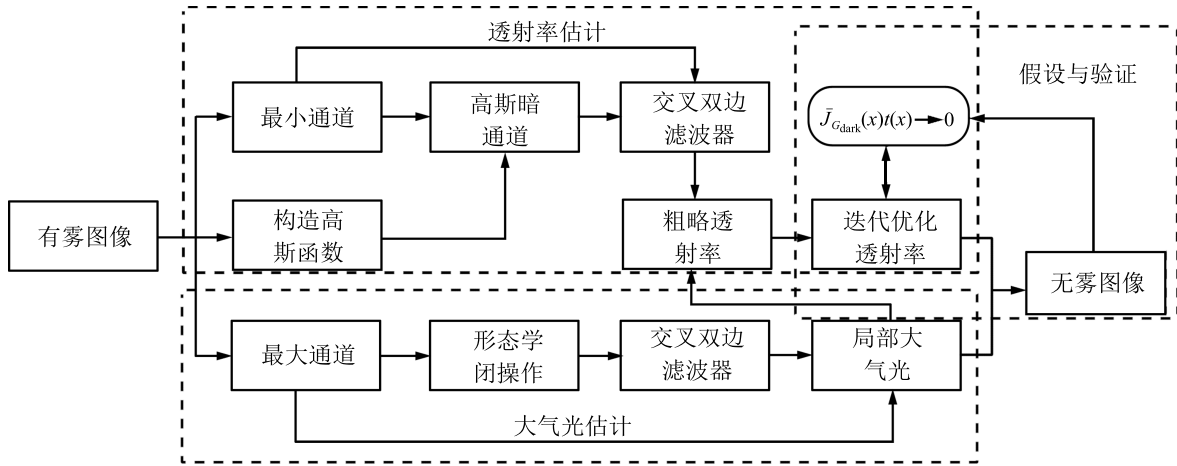 透射率估计
假设与验证
最小通道
高斯暗
通道
交叉双边
滤波器
J̄_{G_{dark}}(x)t(x)→0
有雾图像
构造高
斯函数
粗略透
射率
迭代优化
透射率
无雾图像
最大通道
形态学
闭操作
交叉双边
滤波器
局部大
气光
大气光估计